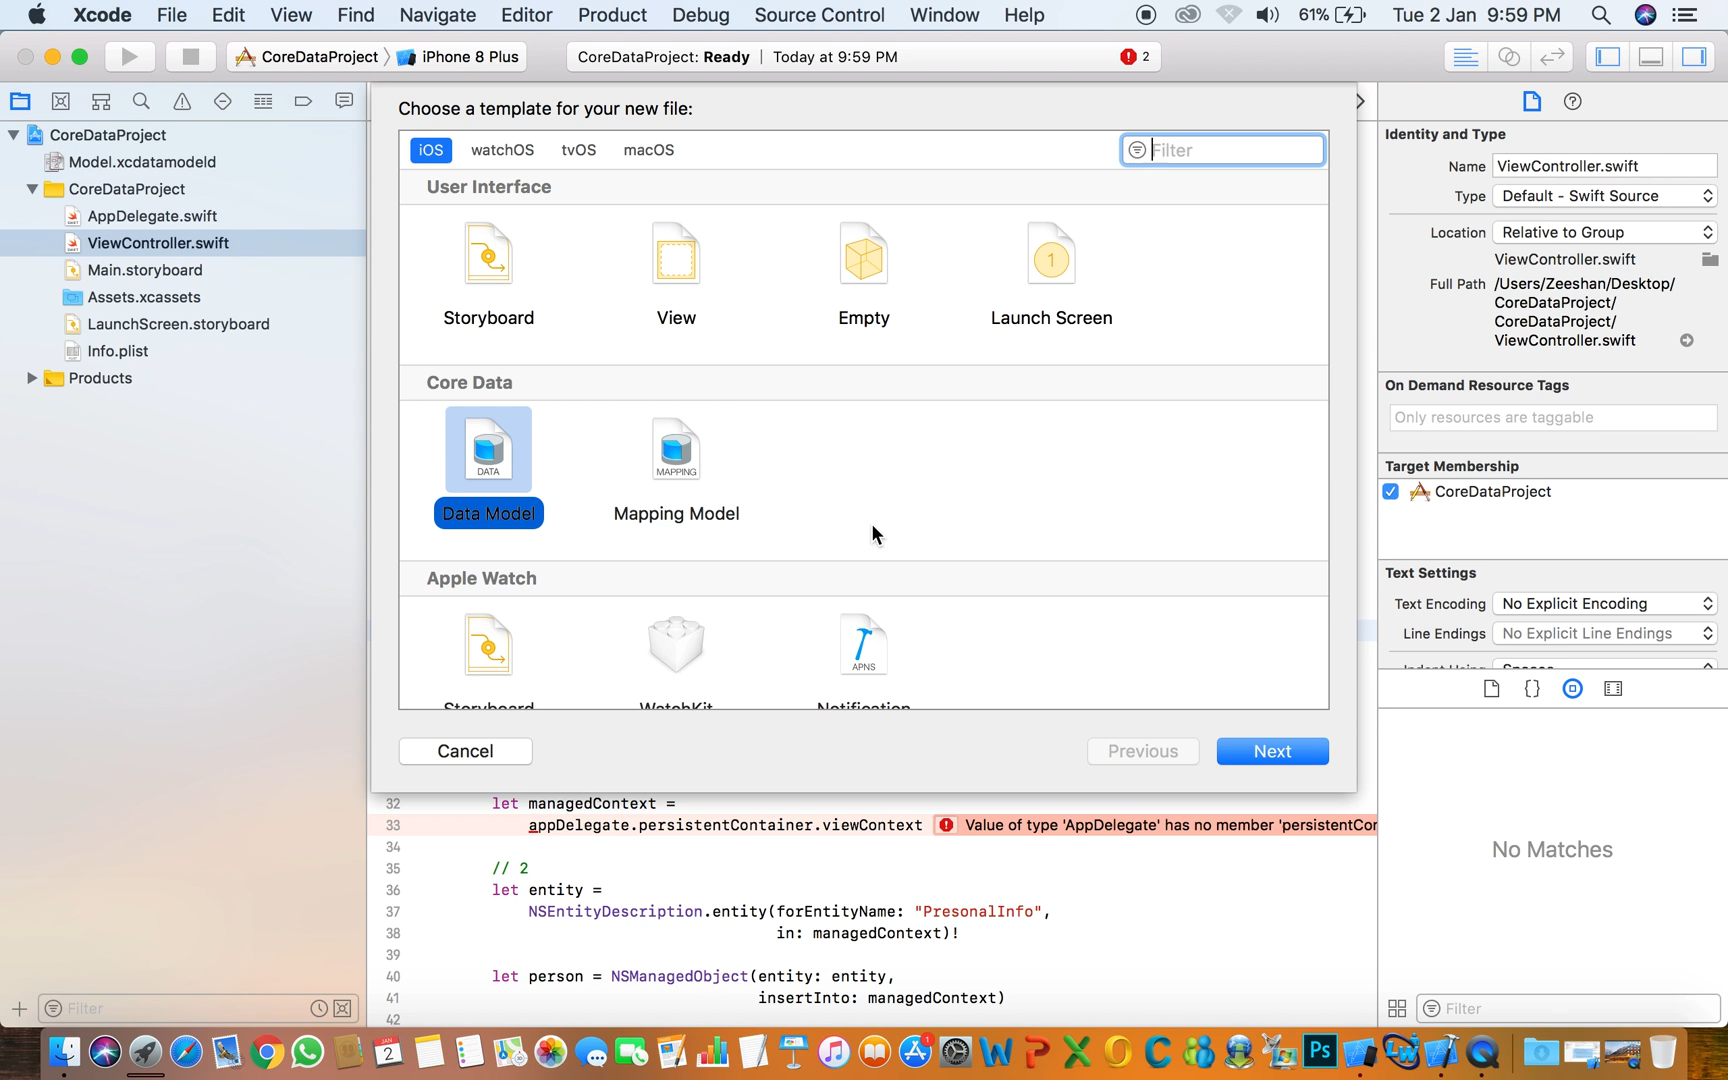 Xcode File Edit View Find Navigate Editor Product Debug Source Control Window Help 61% Tue 2 Jan 9:59 PM
CoreDataProject iPhone 8 Plus CoreDataProject: Ready | Today at 9:59 PM 2
CoreDataProject
Model.xcdatamodeld
CoreDataProject
AppDelegate.swift
ViewController.swift
Main.storyboard
Assets.xcassets
LaunchScreen.storyboard
Info.plist
Products
Filter
Choose a template for your new file:
iOS watchOS tvOS macOS Filter
User Interface
Storyboard View Empty Launch Screen
1
Core Data
DATA MAPPING
Data Model Mapping Model
Apple Watch
APNS
Storyboard WatchKit Notification
Cancel Previous Next
32 let managedContext =
33 appDelegate.persistentContainer.viewContext Value of type 'AppDelegate' has no member 'persistentCor
34
35 // 2
36 let entity =
37 NSEntityDescription.entity(forEntityName: "PresonalInfo",
38 in: managedContext)!
39
40 let person = NSManagedObject(entity: entity,
41 insertInto: managedContext)
42
Identity and Type
Name ViewController.swift
Type Default - Swift Source
Location Relative to Group
ViewController.swift
Full Path /Users/Zeeshan/Desktop/
CoreDataProject/
CoreDataProject/
ViewController.swift
On Demand Resource Tags
Only resources are taggable
Target Membership
CoreDataProject
Text Settings
Text Encoding No Explicit Encoding
Line Endings No Explicit Line Endings
No Matches
Filter
JAN
2
1
Ps